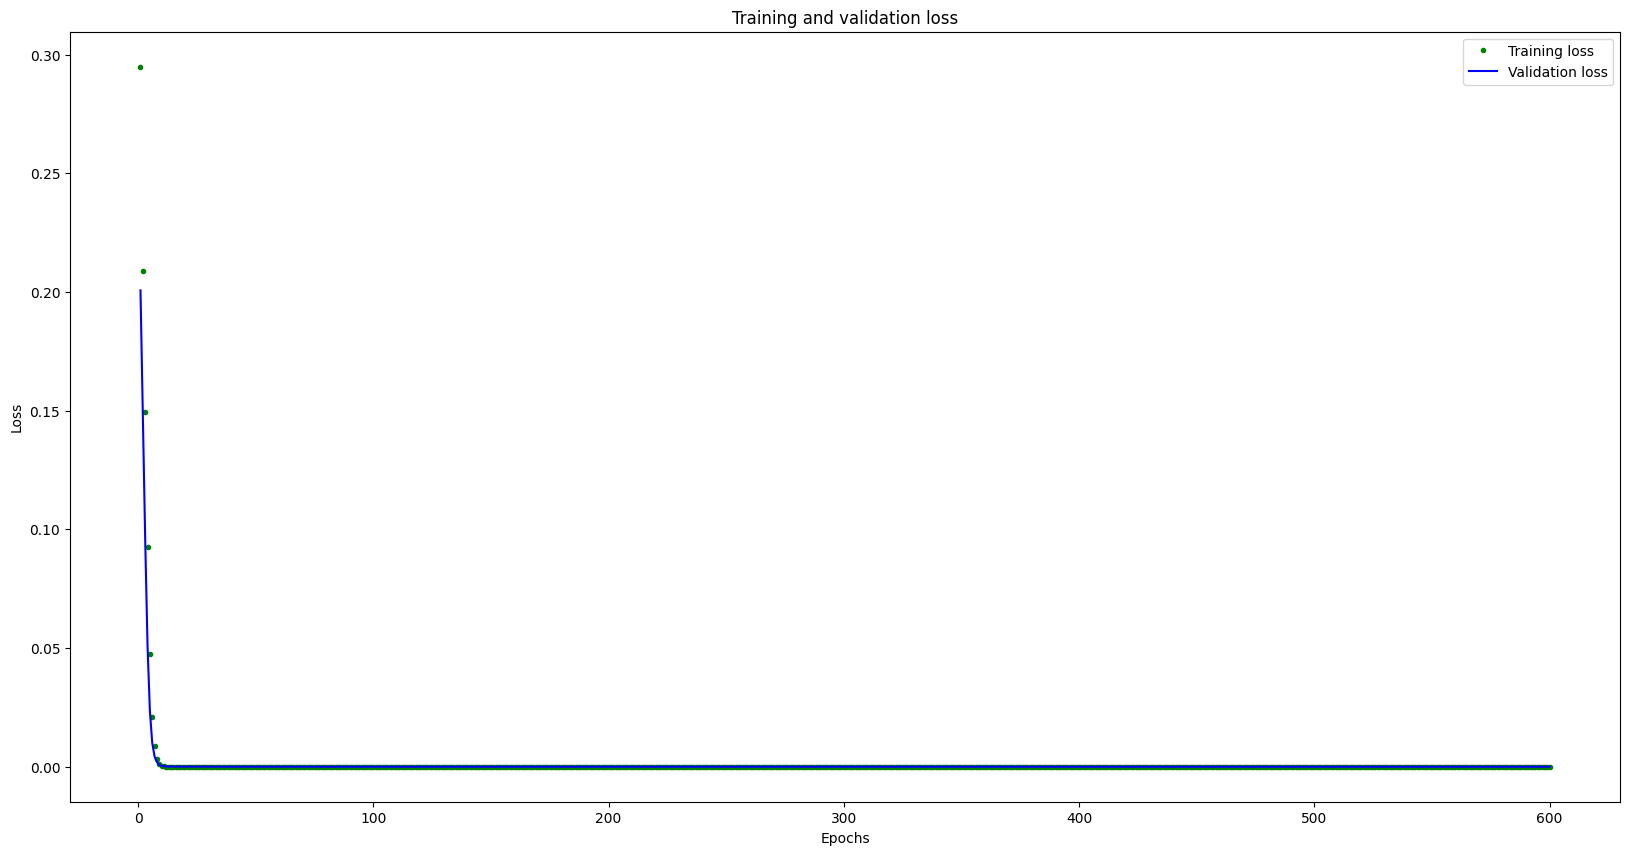 Training and validation loss
Training loss
Validation loss
0.30
0.25
0.20
0.15
0.10
0.05
0.00
Loss
0 100 200 300 400 500 600
Epochs